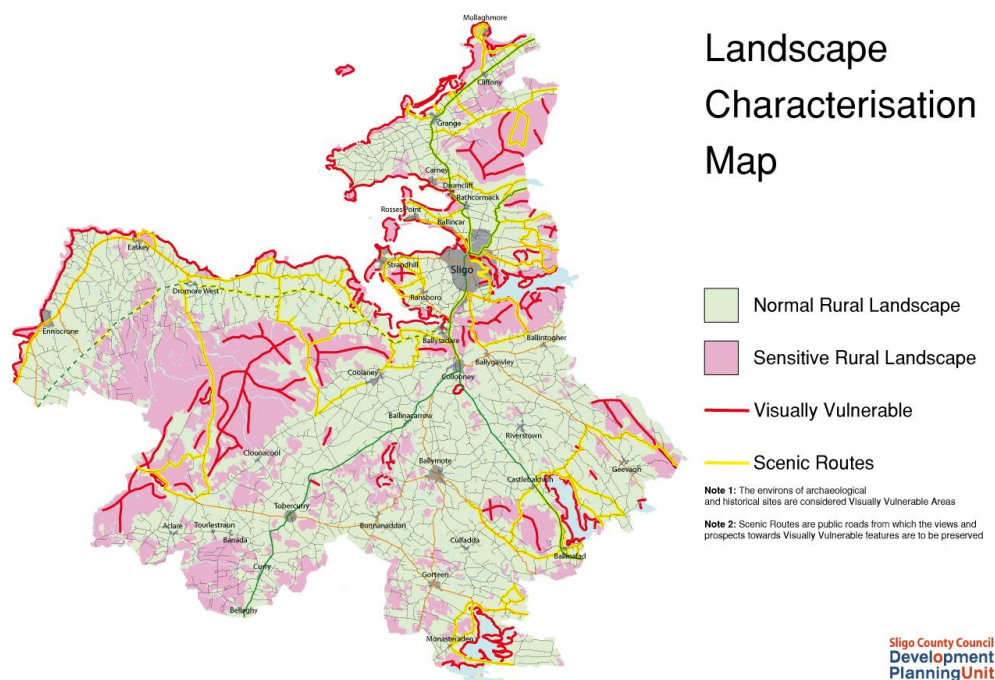 Landscape
Characterisation
Map
Normal Rural Landscape
Sensitive Rural Landscape
Visually Vulnerable
Scenic Routes
Note 1: The environs of archaeological
and historical sites are considered Visually Vulnerable Areas
Note 2: Scenic Routes are public roads from which the views and
prospects towards Visually Vulnerable features are to be preserved
Sligo County Council
Development
PlanningUnit
Mullaghmore
Cliffony
Grange
Carney
Drumcliff
Rathcormack
Rosses Point
Ballincar
Sligo
Strandhill
Ransboro
Easkey
Dromore West
Enniscrone
Ballysadare
Ballintogher
Ballygawley
Collooney
Coolaney
Ballinacarrow
Riverstown
Cloonacool
Ballymote
Geevagh
Castlebaldwin
Tobercurry
Bunnanaddan
Aclare
Tourlestraun
Banada
Culfadda
Ballinafad
Curry
Gorteen
Bellaghy
Monasteraden